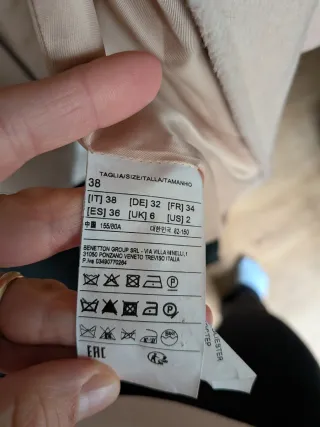 TAGLIA/SIZE/TALLA/TAMANHO
38
[IT] 38 [DE] 32 [FR] 34
[ES] 36 [UK] 6 [US] 2
中国 155/80A 대한민국 82-150
BENETTON GROUP SRL - VIA VILLA MINELLI,1
31050 PONZANO VENETO TREVISO ITALIA
P.Iva 03490770264
P
P
EAC